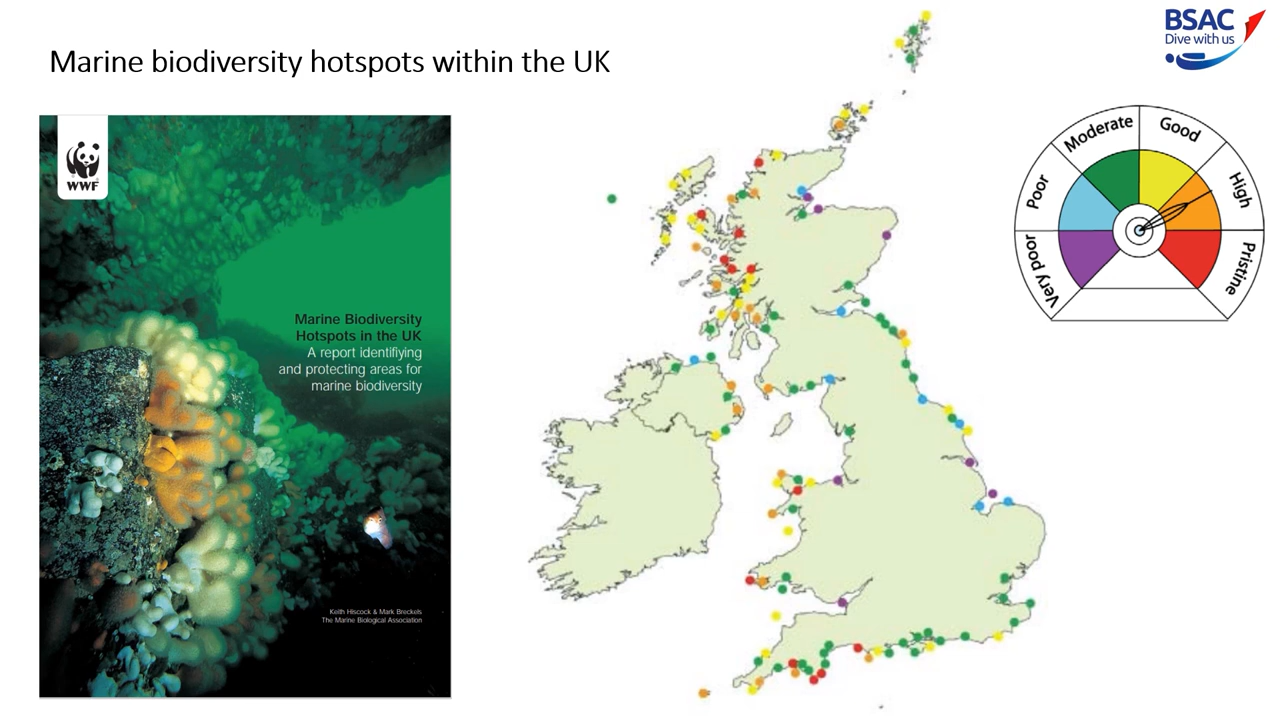 Marine biodiversity hotspots within the UK
BSAC
Dive with us
WWF
Marine Biodiversity
Hotspots in the UK
A report identifiying
and protecting areas for
marine biodiversity
Keith Hiscock & Mark Breckels
The Marine Biological Association
Very poor
Poor
Moderate
Good
High
Pristine